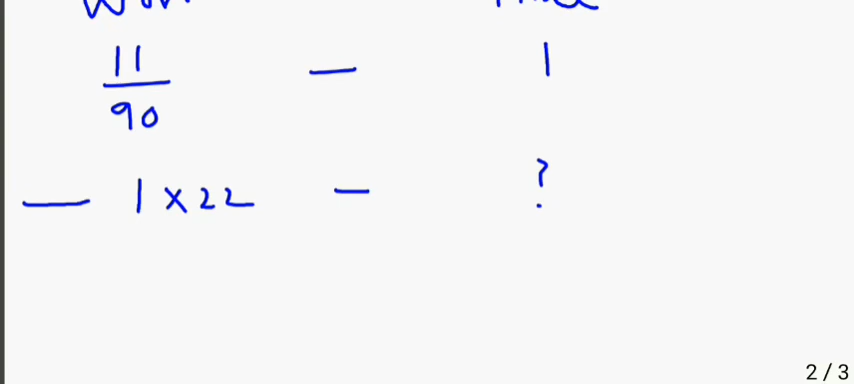 11/90 — 1
— 1 x 22 — ?
2 / 3